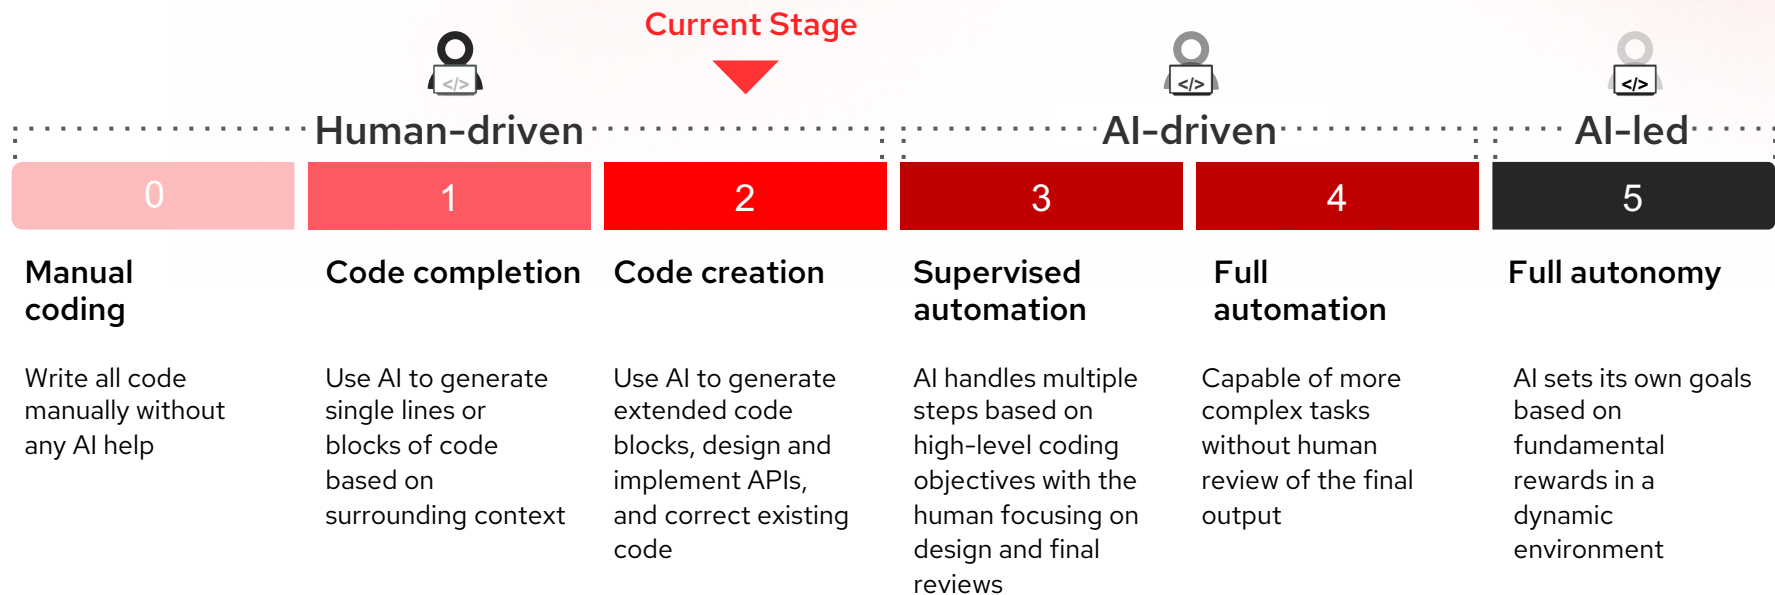 Current Stage
</>
</>
</>
Human-driven
AI-driven
AI-led
0
1
2
3
4
5
Manual
coding
Code completion
Code creation
Supervised
automation
Full
automation
Full autonomy
Write all code
manually without
any AI help
Use AI to generate
single lines or
blocks of code
based on
surrounding context
Use AI to generate
extended code
blocks, design and
implement APIs,
and correct existing
code
AI handles multiple
steps based on
high-level coding
objectives with the
human focusing on
design and final
reviews
Capable of more
complex tasks
without human
review of the final
output
AI sets its own goals
based on
fundamental
rewards in a
dynamic
environment